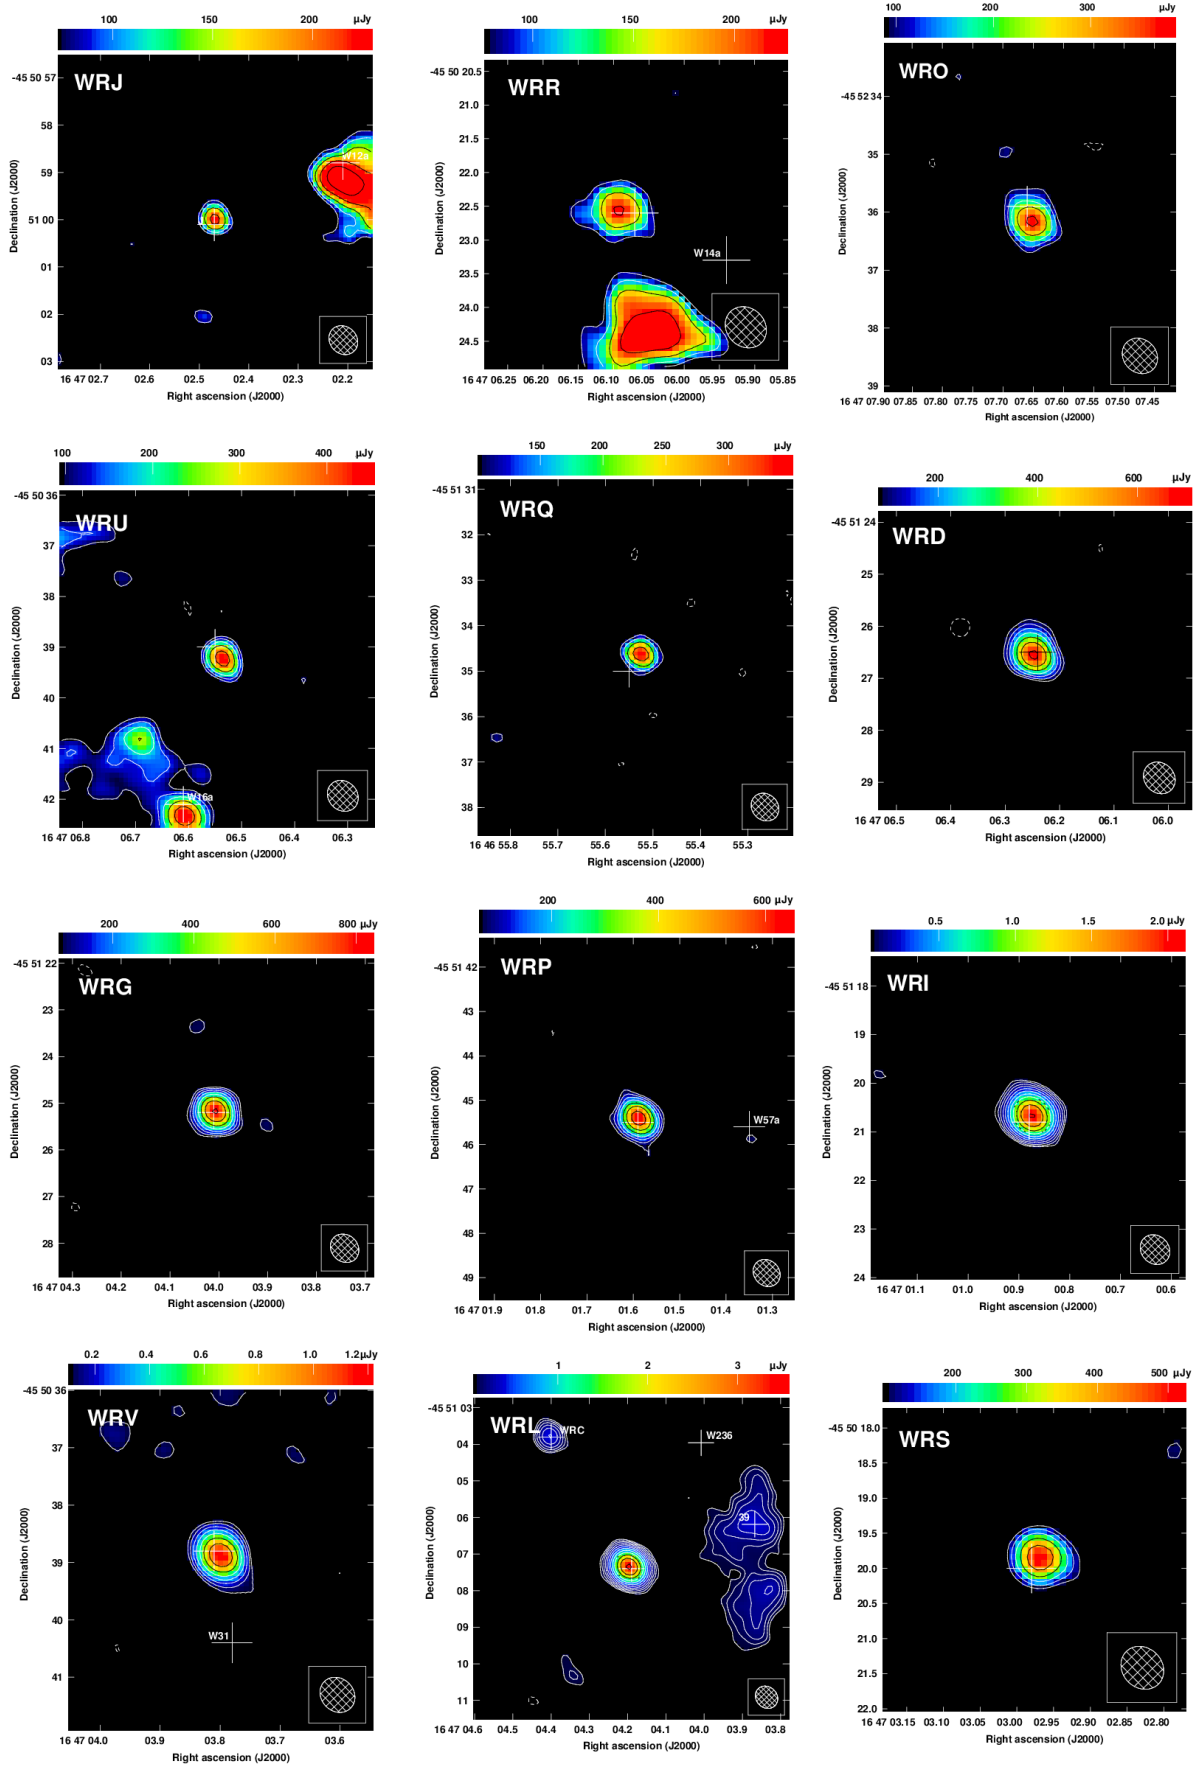 100 150 200 µJy
WRJ
W12a
-45 50 57
58
59
51 00
01
02
03
Declination (J2000)
16 47 02.7 02.6 02.5 02.4 02.3 02.2
Right ascension (J2000)
100 150 200 µJy
WRR
W14a
-45 50 20.5
21.0
21.5
22.0
22.5
23.0
23.5
24.0
24.5
Declination (J2000)
16 47 06.25 06.20 06.15 06.10 06.05 06.00 05.95 05.90 05.85
Right ascension (J2000)
100 200 300 µJy
WRO
-45 52 34
35
36
37
38
39
Declination (J2000)
16 47 07.90 07.85 07.80 07.75 07.70 07.65 07.60 07.55 07.50 07.45
Right ascension (J2000)
100 200 300 400 µJy
WRU
W16a
-45 50 36
37
38
39
40
41
42
Declination (J2000)
16 47 06.8 06.7 06.6 06.5 06.4 06.3
Right ascension (J2000)
150 200 250 300 µJy
WRQ
-45 51 31
32
33
34
35
36
37
38
Declination (J2000)
16 46 55.8 55.7 55.6 55.5 55.4 55.3
Right ascension (J2000)
200 400 600 µJy
WRD
-45 51 24
25
26
27
28
29
Declination (J2000)
16 47 06.5 06.4 06.3 06.2 06.1 06.0
Right ascension (J2000)
200 400 600 800 µJy
WRG
-45 51 22
23
24
25
26
27
28
Declination (J2000)
16 47 04.3 04.2 04.1 04.0 03.9 03.8 03.7
Right ascension (J2000)
200 400 600 µJy
WRP
W57a
-45 51 42
43
44
45
46
47
48
49
Declination (J2000)
16 47 01.9 01.8 01.7 01.6 01.5 01.4 01.3
Right ascension (J2000)
0.5 1.0 1.5 2.0 µJy
WRI
-45 51 18
19
20
21
22
23
24
Declination (J2000)
16 47 01.1 01.0 00.9 00.8 00.7 00.6
Right ascension (J2000)
0.2 0.4 0.6 0.8 1.0 1.2µJy
WRV
W31
-45 50 36
37
38
39
40
41
Declination (J2000)
16 47 04.0 03.9 03.8 03.7 03.6
Right ascension (J2000)
1 2 3 µJy
WRL
WRC
W236
39
-45 51 03
04
05
06
07
08
09
10
11
Declination (J2000)
16 47 04.6 04.5 04.4 04.3 04.2 04.1 04.0 03.9 03.8
Right ascension (J2000)
200 300 400 500 µJy
WRS
-45 50 18.0
18.5
19.0
19.5
20.0
20.5
21.0
21.5
22.0
Declination (J2000)
16 47 03.15 03.10 03.05 03.00 02.95 02.90 02.85 02.80
Right ascension (J2000)